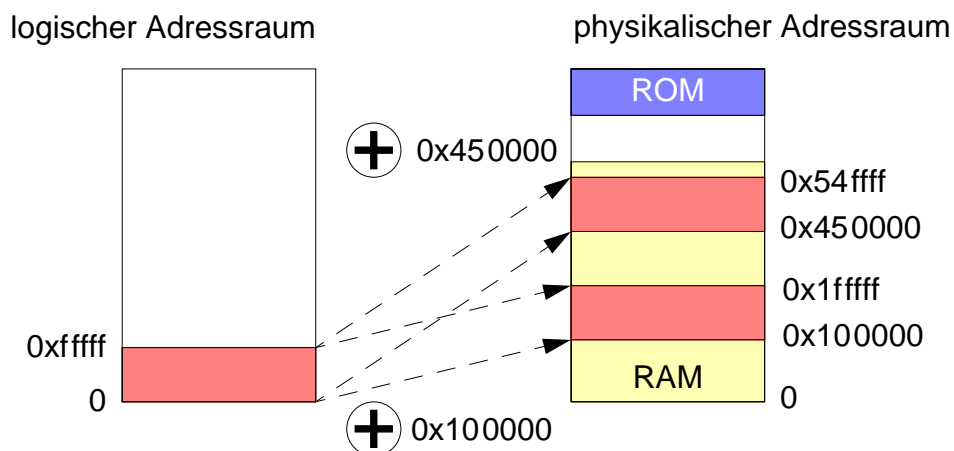 logischer Adressraum
physikalischer Adressraum
ROM
0x450000
0x54ffff
0x450000
0x1fffff
0xfffff
0x100000
RAM
0
0
0x100000